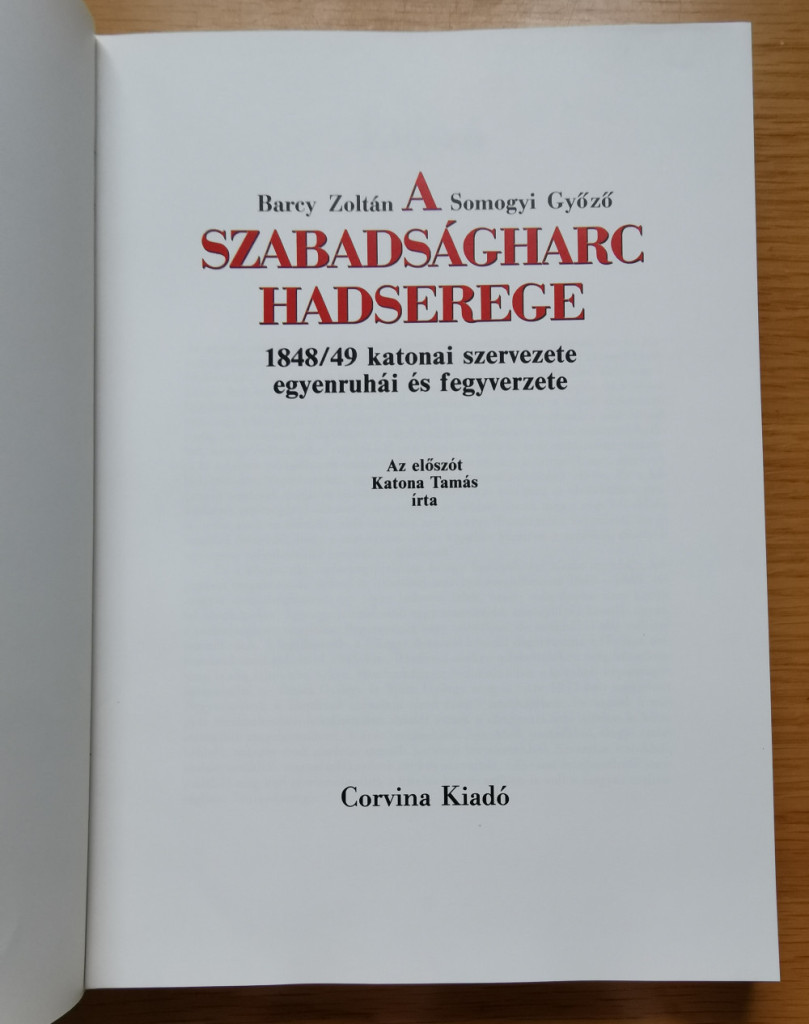 Barcy Zoltán A Somogyi Győző
SZABADSÁGHARC
HADSEREGE
1848/49 katonai szervezete
egyenruhái és fegyverzete
Az előszót
Katona Tamás
írta
Corvina Kiadó